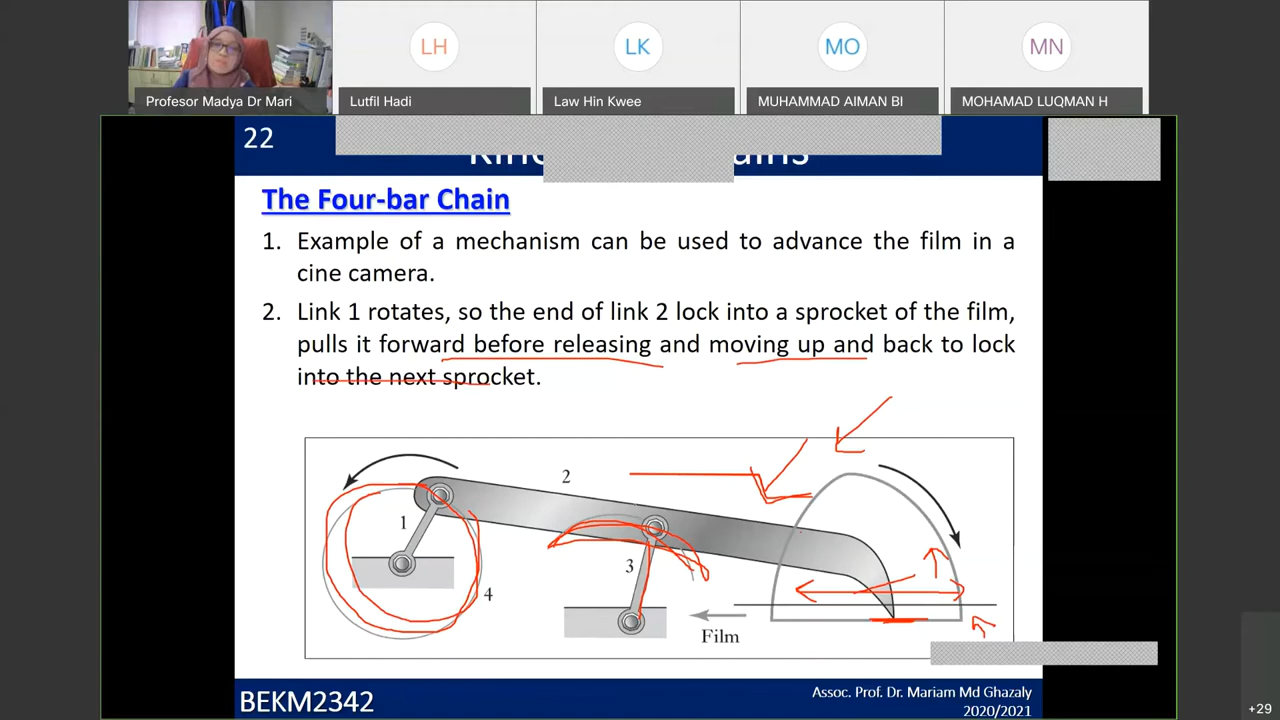 LH
LK
MO
MN
Profesor Madya Dr Mari
Lutfil Hadi
Law Hin Kwee
MUHAMMAD AIMAN BI
MOHAMAD LUQMAN H
22
The Four-bar Chain
1. Example of a mechanism can be used to advance the film in a
cine camera.
2. Link 1 rotates, so the end of link 2 lock into a sprocket of the film,
pulls it forward before releasing and moving up and back to lock
into the next sprocket.
2
1
3
4
Film
BEKM2342
Assoc. Prof. Dr. Mariam Md Ghazaly
2020/2021
+29